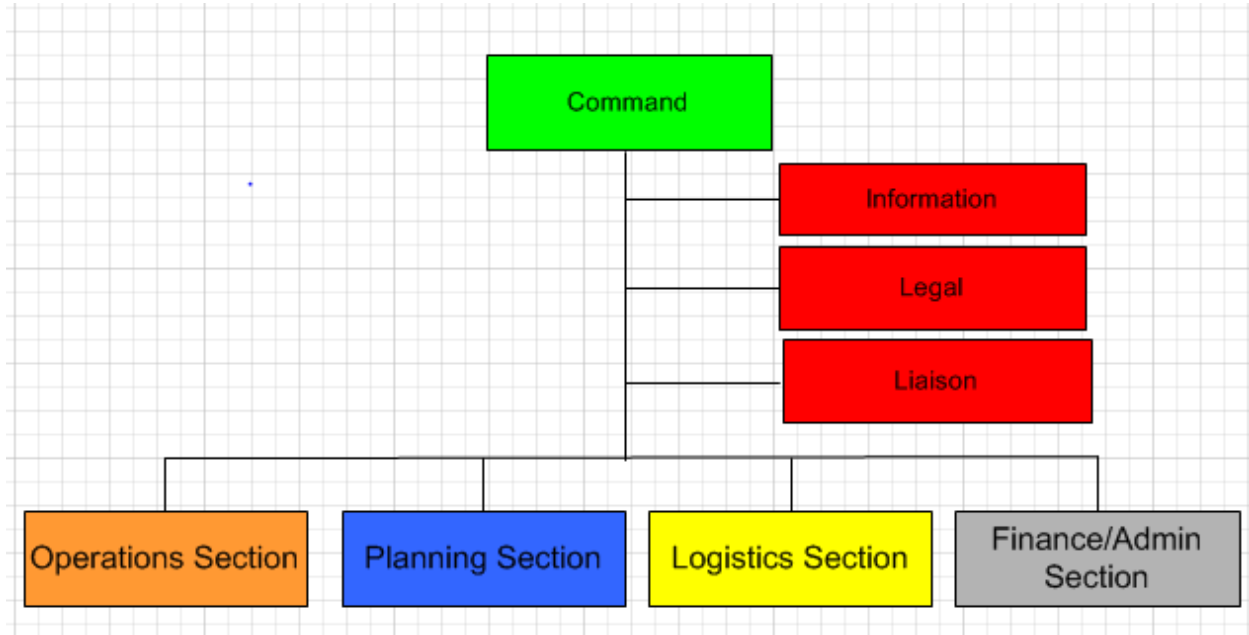 Command
Information
Legal
Liaison
Operations Section
Planning Section
Logistics Section
Finance/Admin
Section